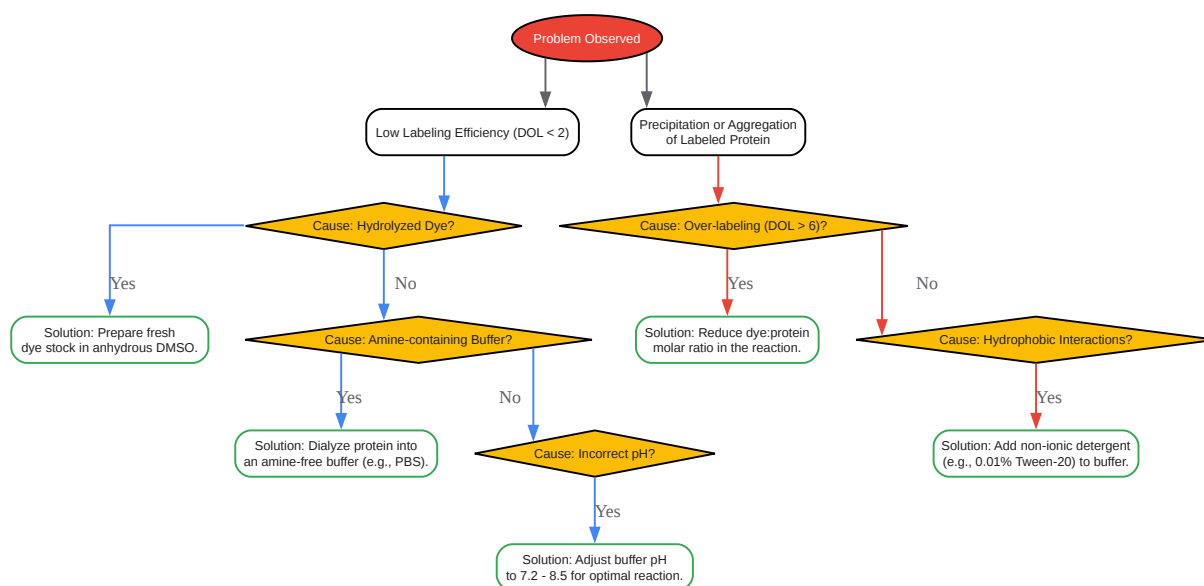 Problem Observed
Low Labeling Efficiency (DOL < 2)
Precipitation or Aggregation
of Labeled Protein
Cause: Hydrolyzed Dye?
Cause: Over-labeling (DOL > 6)?
Yes
No
Yes
No
Solution: Prepare fresh
dye stock in anhydrous DMSO.
Cause: Amine-containing Buffer?
Solution: Reduce dye:protein
molar ratio in the reaction.
Cause: Hydrophobic Interactions?
Yes
No
Yes
Solution: Dialyze protein into
an amine-free buffer (e.g., PBS).
Cause: Incorrect pH?
Solution: Add non-ionic detergent
(e.g., 0.01% Tween-20) to buffer.
Yes
Solution: Adjust buffer pH
to 7.2 - 8.5 for optimal reaction.